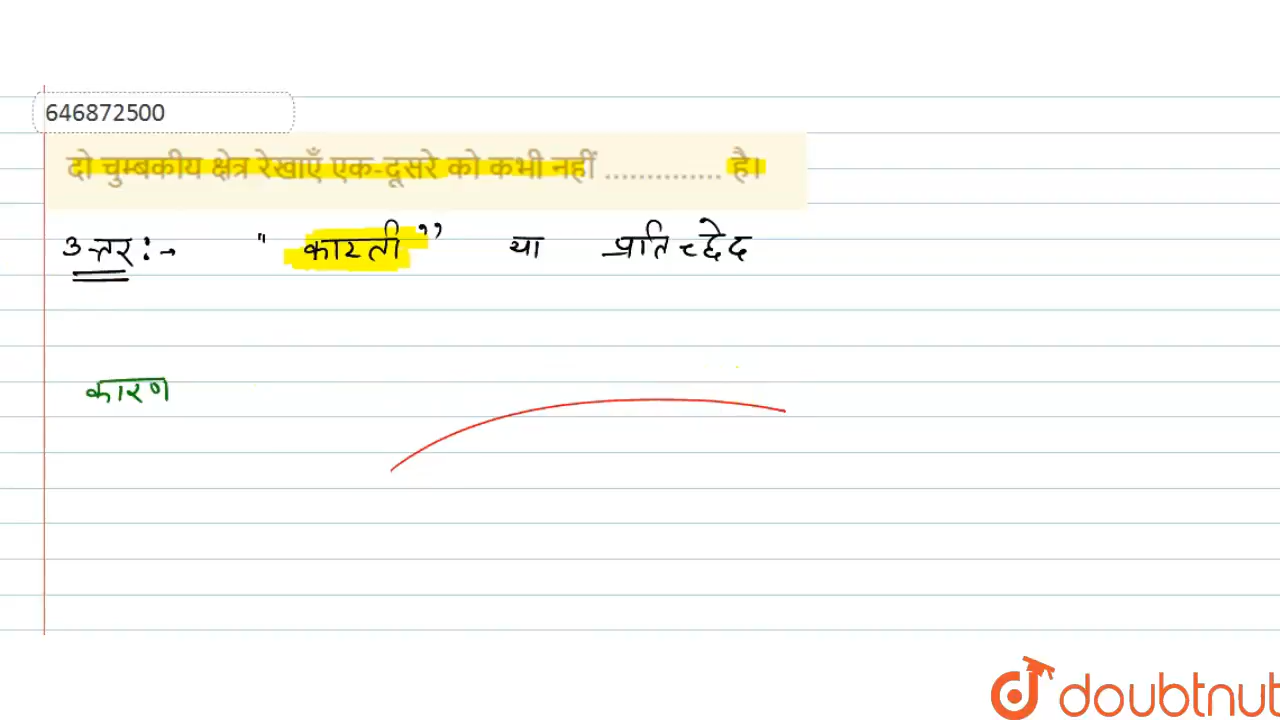 646872500
दो चुम्बकीय क्षेत्र रेखाएँ एक-दूसरे को कभी नहीं .............. है।
उत्तर :→ " काटती " या प्रतिच्छेद
कारण
doubtnut